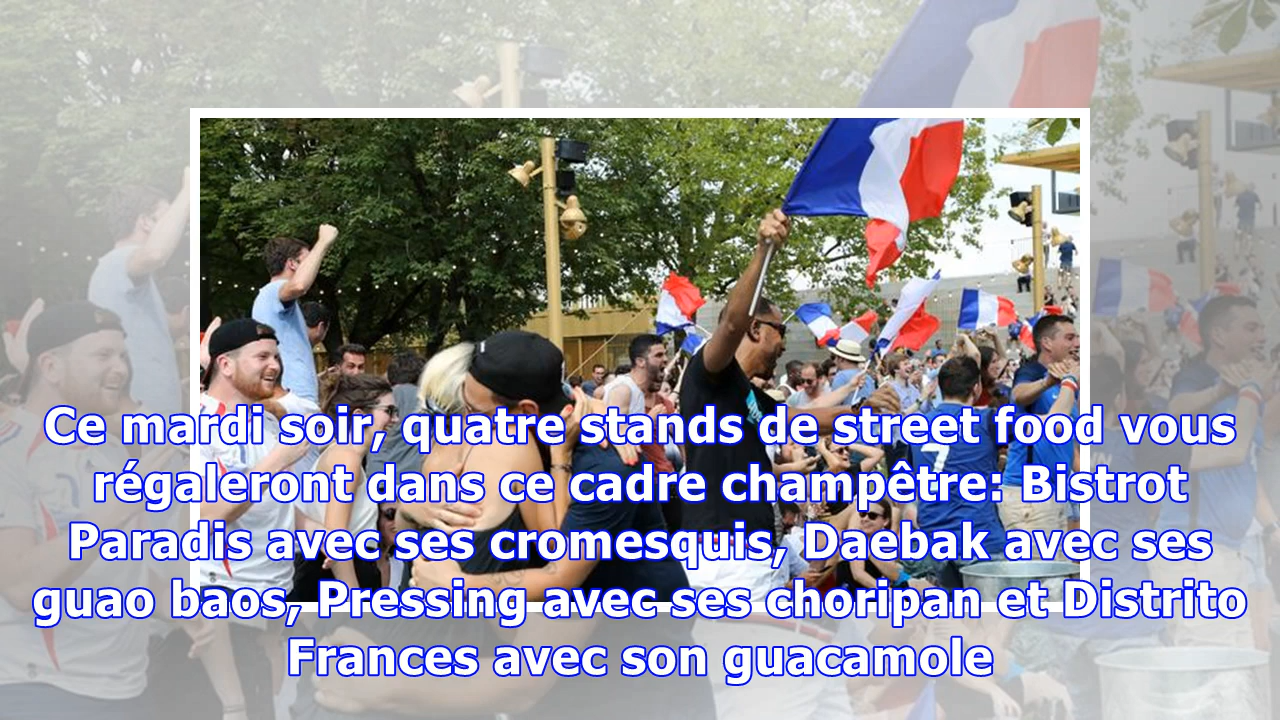 Ce mardi soir, quatre stands de street food vous
régaleront dans ce cadre champêtre: Bistrot
Paradis avec ses cromesquis, Daebak avec ses
guao baos, Pressing avec ses choripan et Distrito
Frances avec son guacamole
7